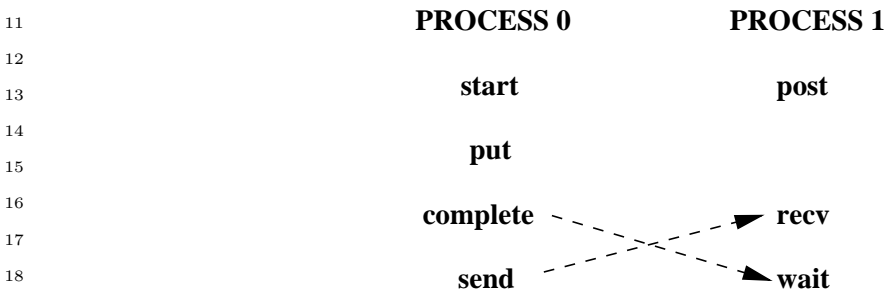 11 PROCESS 0 PROCESS 1
12
13 start post
14
15 put
16 complete recv
17
18 send wait